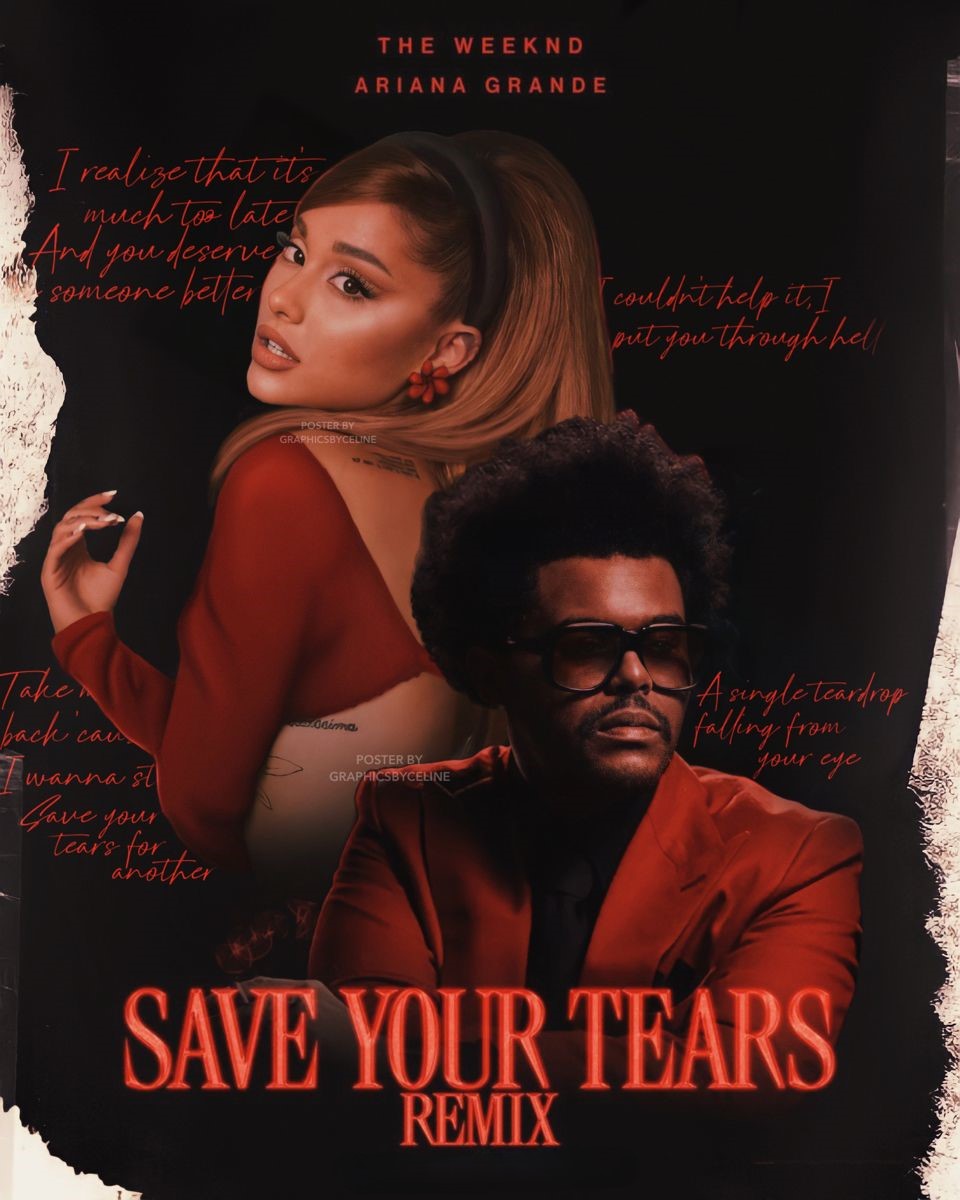 THE WEEKND
ARIANA GRANDE
I realize that it's
much too late
And you deserve
someone better
I couldn't help it, I
put you through hell
POSTER BY
GRAPHICSBYCELINE
Take m
back 'cau
I wanna st
Save your
tears for
another
A single teardrop
falling from
your eye
POSTER BY
GRAPHICSBYCELINE
SAVE YOUR TEARS
REMIX